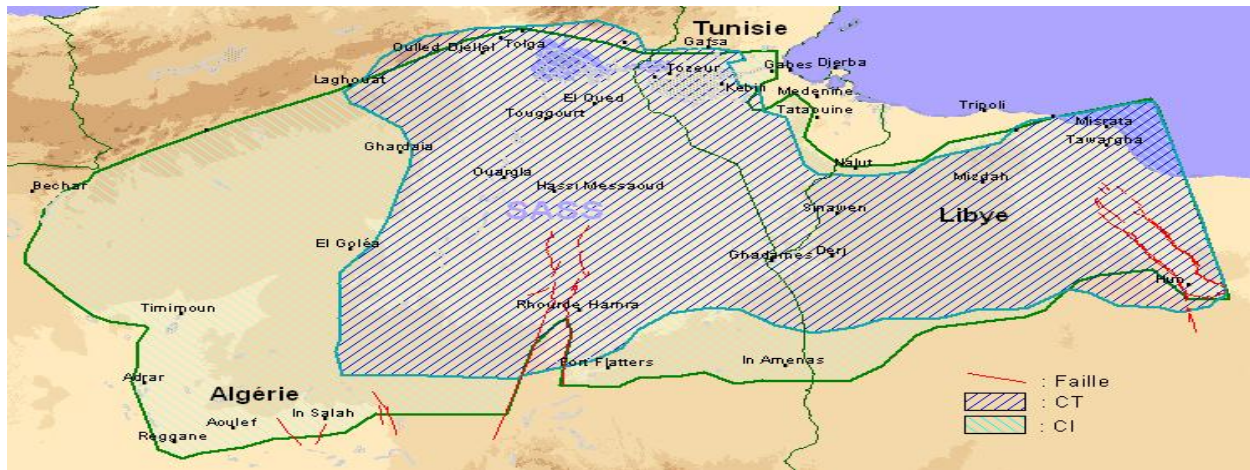 Tunisie
Gafsa
Oulled Djellel
Tolga
Tozeur
Gabes
Djerba
Laghouat
Kebili
Medenine
El Oued
Tripoli
Touggourt
Tataouine
Misrata
Tawargha
Ghardaia
Nalut
Bechar
Ouargla
Hassi Messaoud
Mizdah
SASS
Sinawen
Libye
El Goléa
Ghadames
Derj
Hun
Timimoun
Rhourde Hamra
Fort Flatters
In Amenas
Adrar
Algérie
: Faille
In Salah
: CT
Aoulef
: CI
Reggane